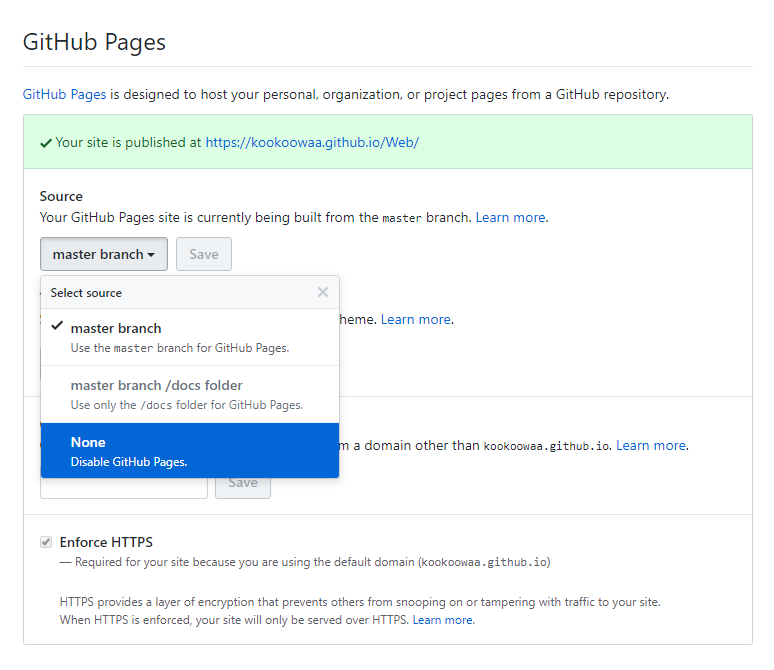 GitHub Pages
GitHub Pages is designed to host your personal, organization, or project pages from a GitHub repository.
Your site is published at https://kookoowaa.github.io/Web/
Source
Your GitHub Pages site is currently being built from the master branch. Learn more.
master branch Save
Select source
heme. Learn more.
master branch
Use the master branch for GitHub Pages.
master branch /docs folder
Use only the /docs folder for GitHub Pages.
None
m a domain other than kookoowaa.github.io. Learn more.
Disable GitHub Pages.
Save
Enforce HTTPS
— Required for your site because you are using the default domain (kookoowaa.github.io)
HTTPS provides a layer of encryption that prevents others from snooping on or tampering with traffic to your site.
When HTTPS is enforced, your site will only be served over HTTPS. Learn more.